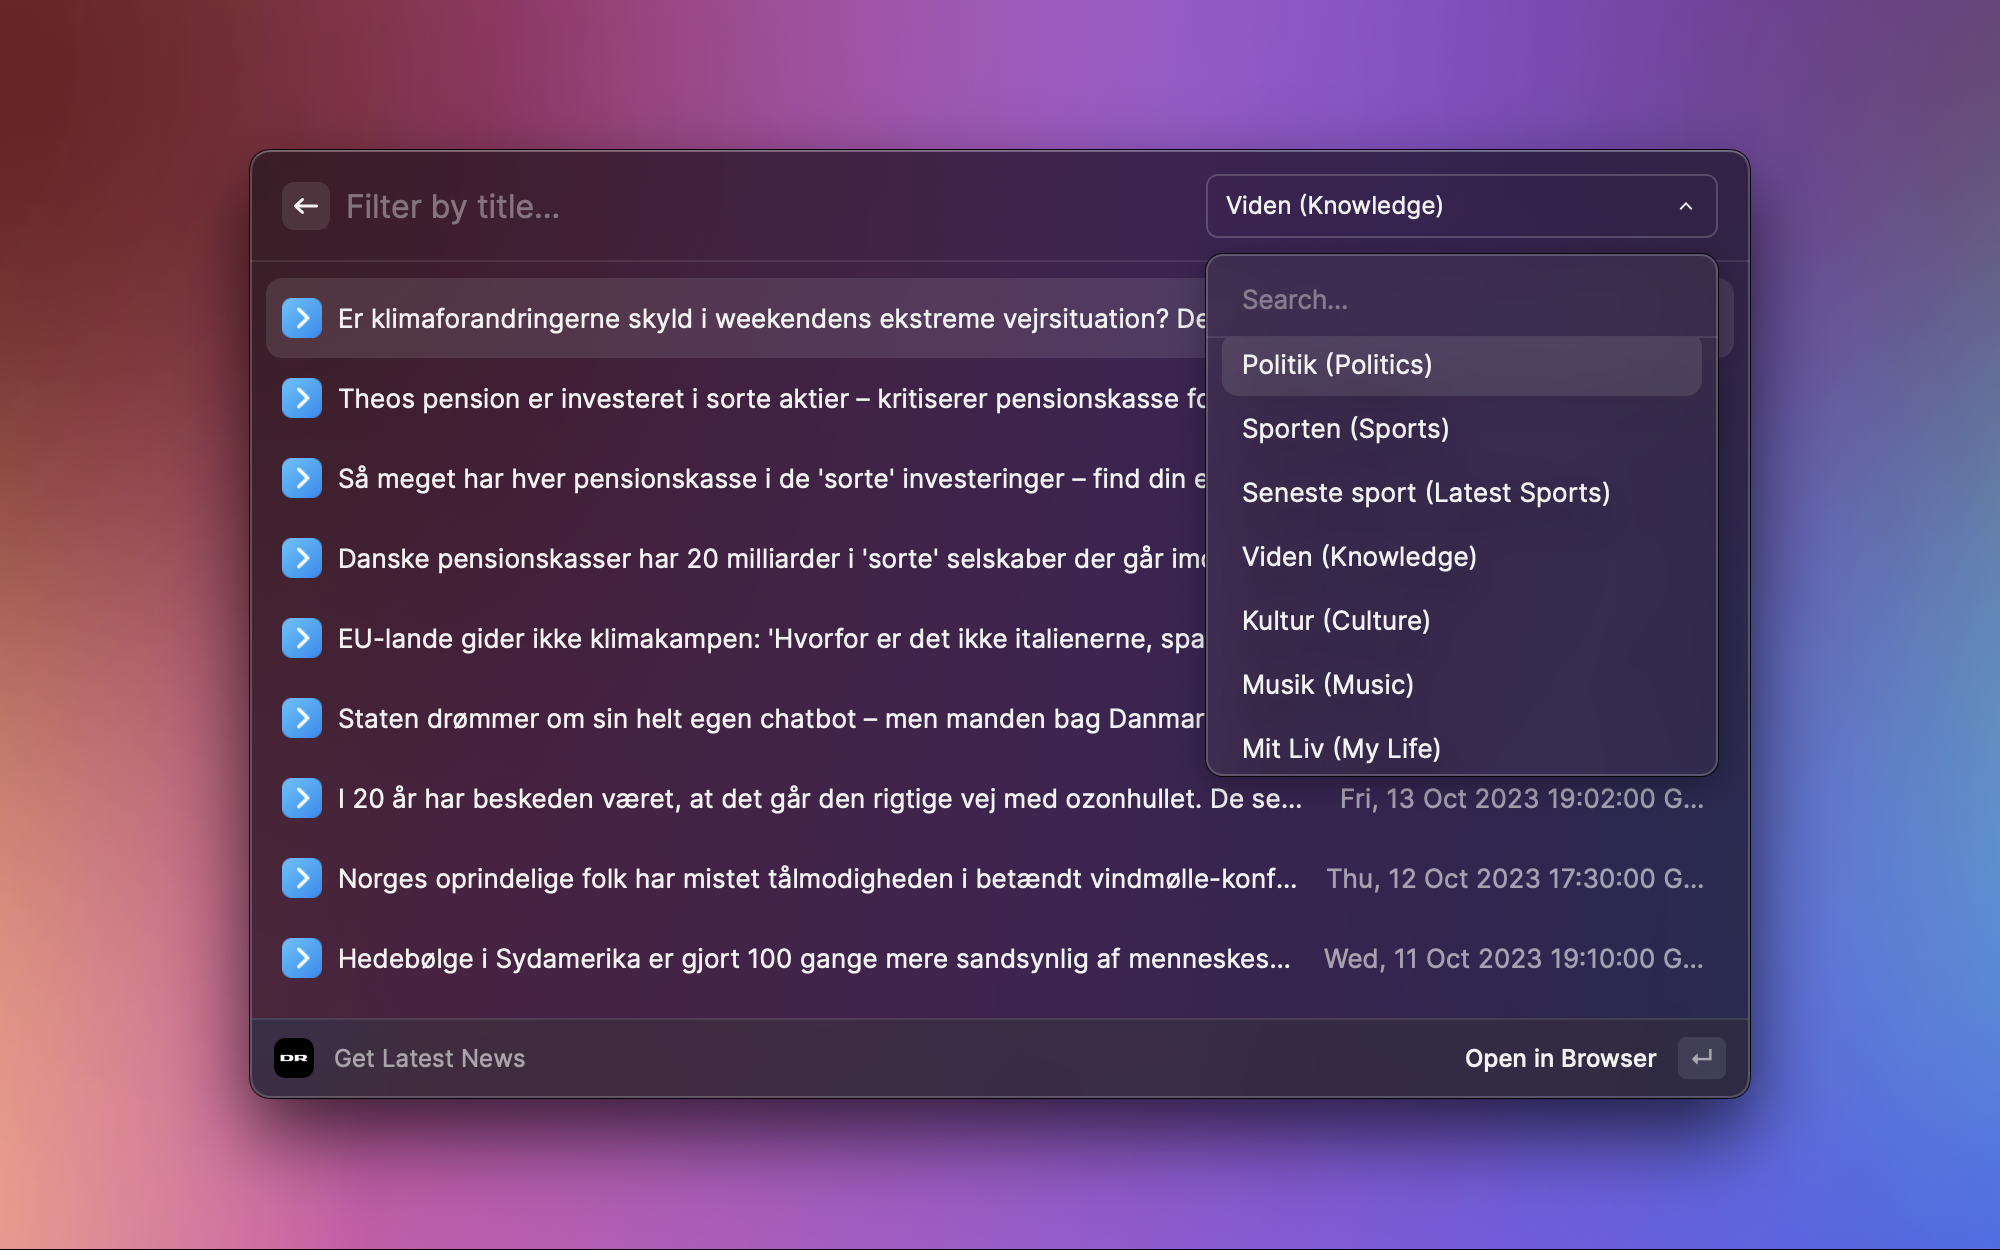 Filter by title...
Viden (Knowledge)
Search...
Politik (Politics)
Sporten (Sports)
Seneste sport (Latest Sports)
Viden (Knowledge)
Kultur (Culture)
Musik (Music)
Mit Liv (My Life)
Er klimaforandringerne skyld i weekendens ekstreme vejrsituation? De
Theos pension er investeret i sorte aktier – kritiserer pensionskasse fo
Så meget har hver pensionskasse i de 'sorte' investeringer – find din e
Danske pensionskasser har 20 milliarder i 'sorte' selskaber der går imo
EU-lande gider ikke klimakampen: 'Hvorfor er det ikke italienerne, spa
Staten drømmer om sin helt egen chatbot – men manden bag Danmar
I 20 år har beskeden været, at det går den rigtige vej med ozonhullet. De se... Fri, 13 Oct 2023 19:02:00 G...
Norges oprindelige folk har mistet tålmodigheden i betændt vindmølle-konf... Thu, 12 Oct 2023 17:30:00 G...
Hedebølge i Sydamerika er gjort 100 gange mere sandsynlig af menneskes... Wed, 11 Oct 2023 19:10:00 G...
DR Get Latest News Open in Browser